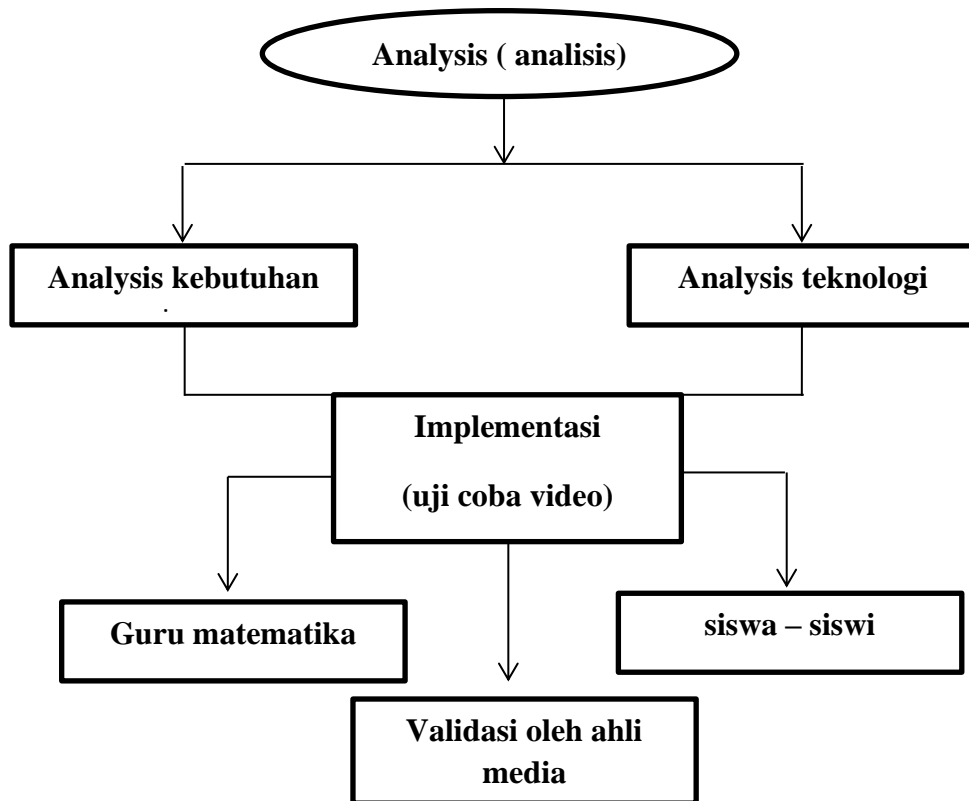 Analysis ( analisis)
Analysis kebutuhan
.
Analysis teknologi
Implementasi
(uji coba video)
Guru matematika
siswa – siswi
Validasi oleh ahli
media